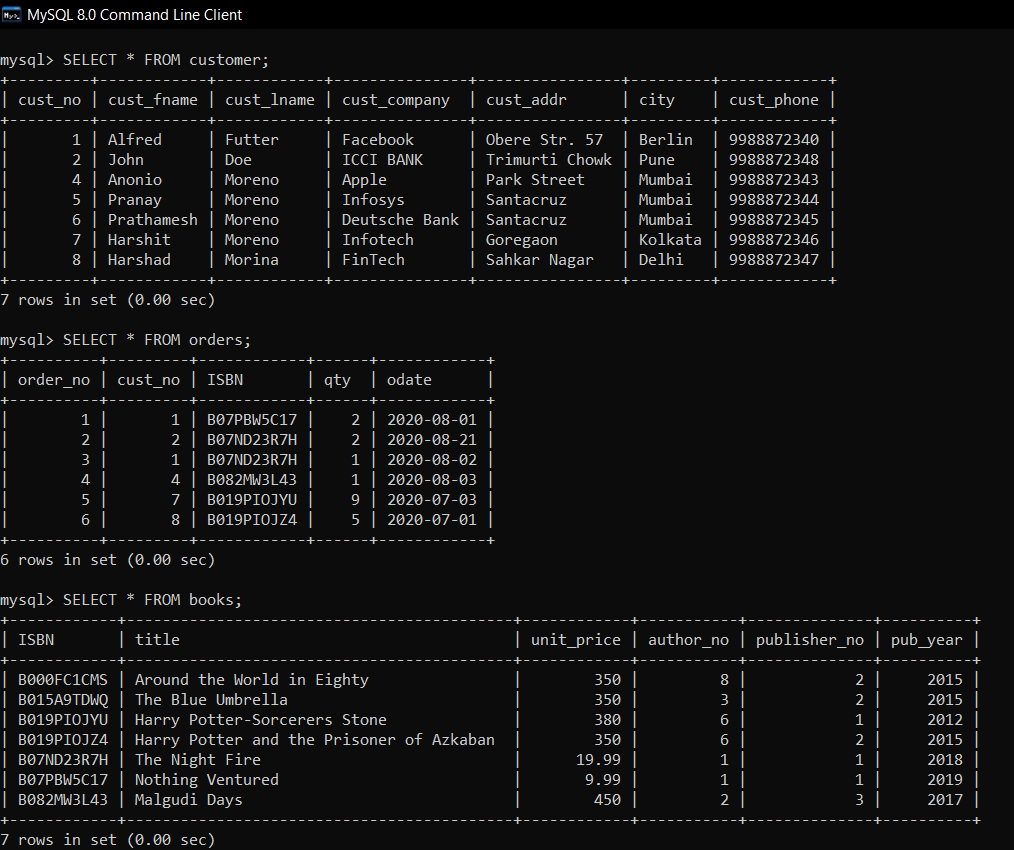 MySQL 8.0 Command Line Client
mysql> SELECT * FROM customer;
+---------+------------+------------+---------------+----------------+---------+------------+
| cust_no | cust_fname | cust_lname | cust_company  | cust_addr      | city    | cust_phone |
+---------+------------+------------+---------------+----------------+---------+------------+
|       1 | Alfred     | Futter     | Facebook      | Obere Str. 57  | Berlin  | 9988872340 |
|       2 | John       | Doe        | ICCI BANK     | Trimurti Chowk | Pune    | 9988872348 |
|       4 | Anonio     | Moreno     | Apple         | Park Street    | Mumbai  | 9988872343 |
|       5 | Pranay     | Moreno     | Infosys       | Santacruz      | Mumbai  | 9988872344 |
|       6 | Prathamesh | Moreno     | Deutsche Bank | Santacruz      | Mumbai  | 9988872345 |
|       7 | Harshit    | Moreno     | Infotech      | Goregaon       | Kolkata | 9988872346 |
|       8 | Harshad    | Morina     | FinTech       | Sahkar Nagar   | Delhi   | 9988872347 |
+---------+------------+------------+---------------+----------------+---------+------------+
7 rows in set (0.00 sec)
mysql> SELECT * FROM orders;
+----------+---------+------------+------+------------+
| order_no | cust_no | ISBN       | qty  | odate      |
+----------+---------+------------+------+------------+
|        1 |       1 | B07PBW5C17 |    2 | 2020-08-01 |
|        2 |       2 | B07ND23R7H |    2 | 2020-08-21 |
|        3 |       1 | B07ND23R7H |    1 | 2020-08-02 |
|        4 |       4 | B082MW3L43 |    1 | 2020-08-03 |
|        5 |       7 | B019PIOJYU |    9 | 2020-07-03 |
|        6 |       8 | B019PIOJZ4 |    5 | 2020-07-01 |
+----------+---------+------------+------+------------+
6 rows in set (0.00 sec)
mysql> SELECT * FROM books;
+------------+------------------------------------------+------------+-----------+--------------+----------+
| ISBN       | title                                    | unit_price | author_no | publisher_no | pub_year |
+------------+------------------------------------------+------------+-----------+--------------+----------+
| B000FC1CMS | Around the World in Eighty               |        350 |         8 |            2 |     2015 |
| B015A9TDWQ | The Blue Umbrella                        |        350 |         3 |            2 |     2015 |
| B019PIOJYU | Harry Potter-Sorcerers Stone             |        380 |         6 |            1 |     2012 |
| B019PIOJZ4 | Harry Potter and the Prisoner of Azkaban |        350 |         6 |            2 |     2015 |
| B07ND23R7H | The Night Fire                           |      19.99 |         1 |            1 |     2018 |
| B07PBW5C17 | Nothing Ventured                         |       9.99 |         1 |            1 |     2019 |
| B082MW3L43 | Malgudi Days                             |        450 |         2 |            3 |     2017 |
+------------+------------------------------------------+------------+-----------+--------------+----------+
7 rows in set (0.00 sec)